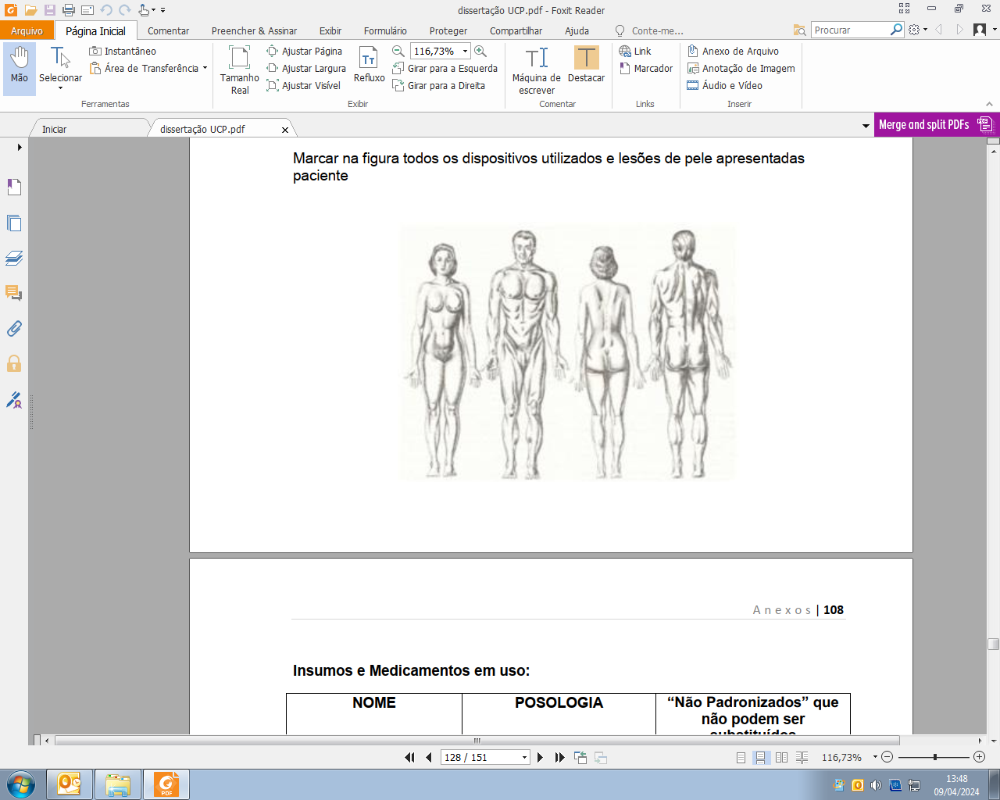 dissertação UCP.pdf - Foxit Reader
Arquivo Página Inicial Comentar Preencher & Assinar Exibir Formulário Proteger Compartilhar Ajuda Conte-me... Procurar
Mão
Selecionar
Instantâneo
Área de Transferência
Ferramentas
Tamanho
Real
Ajustar Página
Ajustar Largura
Ajustar Visível
Refluxo
116,73%
Girar para a Esquerda
Girar para a Direita
Exibir
Máquina de
escrever
Destacar
Comentar
Link
Marcador
Links
Anexo de Arquivo
Anotação de Imagem
Áudio e Vídeo
Inserir
Iniciar
dissertação UCP.pdf
Merge and split PDFs
Marcar na figura todos os dispositivos utilizados e lesões de pele apresentadas
paciente
Anexos | 108
Insumos e Medicamentos em uso:
NOME
POSOLOGIA
“Não Padronizados” que
não podem ser
substituídos
128 / 151
116,73%
PDF
13:48
09/04/2024